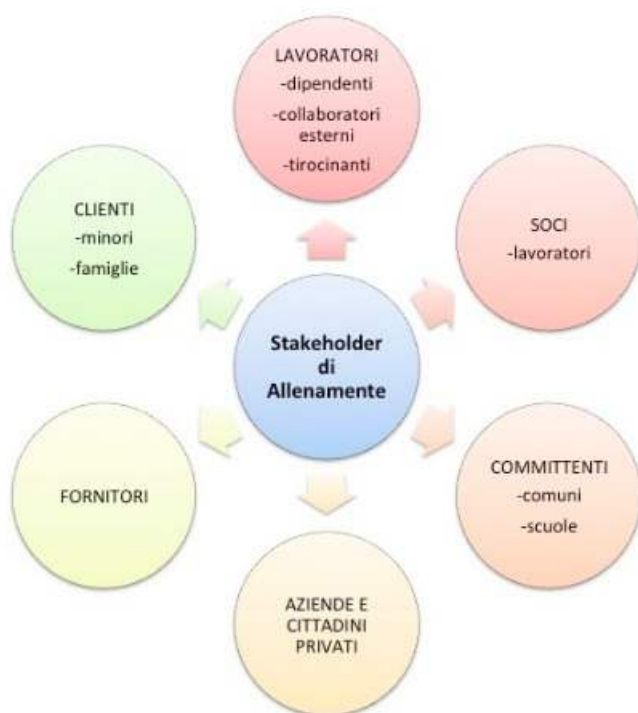 LAVORATORI
-dipendenti
-collaboratori
esterni
-tirocinanti
SOCI
-lavoratori
COMMITTENTI
-comuni
-scuole
AZIENDE E
CITTADINI
PRIVATI
FORNITORI
CLIENTI
-minori
-famiglie
Stakeholder
di
Allenamente